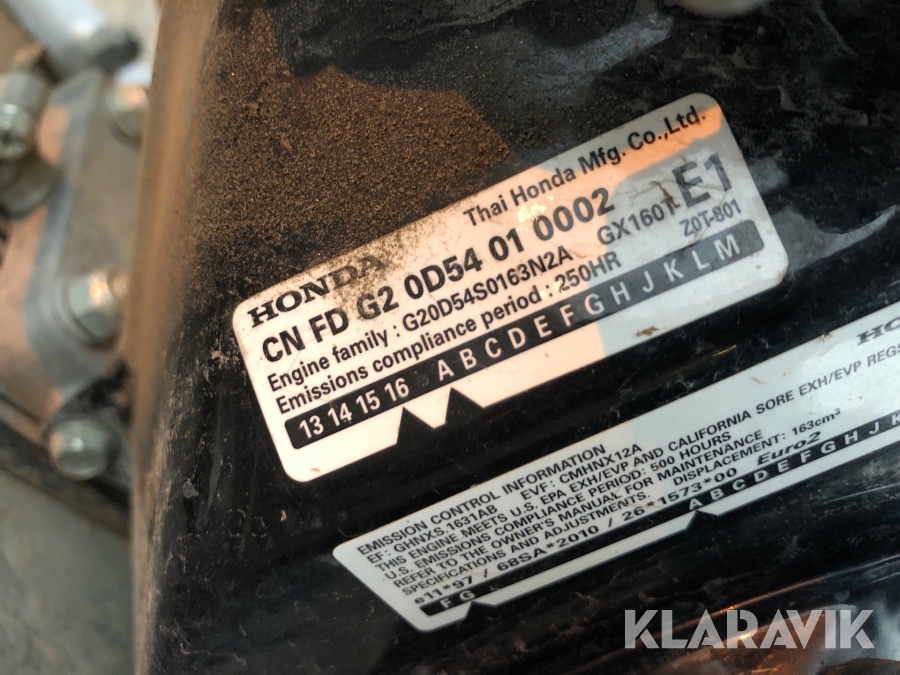 Thai Honda Mfg. Co.,Ltd.
HONDA
CN FD G2 0D54 01 0002 E1
Engine family : G20D54S0163N2A GX160T
Emissions compliance period : 250HR Z0T-801
13 14 15 16 A B C D E F G H J K L M
EMISSION CONTROL INFORMATION
EF: GHNXS.1631AB EVF: CMHNX12A
THIS ENGINE MEETS U.S. EPA EXH/EVP AND CALIFORNIA SORE EXH/EVP REGS
U.S. EMISSIONS COMPLIANCE PERIOD: 500 HOURS
REFER TO THE OWNER'S MANUAL FOR MAINTENANCE
SPECIFICATIONS AND ADJUSTMENTS. DISPLACEMENT: 163cm³
e11*97 / 68SA*2010 / 26*1573*00 Euro2
F G A B C D E F G H J K
KLARAVIK